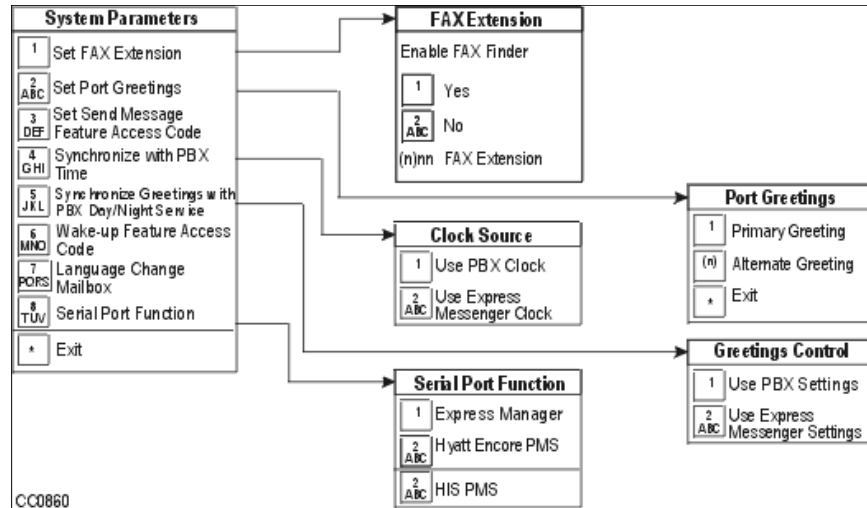 System Parameters
1 Set FAX Extension
2 ABC Set Port Greetings
3 DEF Set Send Message
Feature Access Code
4 GHI Synchronize with PBX
Time
5 JKL Synchronize Greetings with
PBX Day/Night Service
6 MNO Wake-up Feature Access
Code
7 PQRS Language Change
Mailbox
8 TUV Serial Port Function
* Exit
FAX Extension
Enable FAX Finder
1 Yes
2 ABC No
(n)nn FAX Extension
Clock Source
1 Use PBX Clock
2 ABC Use Express
Messenger Clock
Serial Port Function
1 Express Manager
2 ABC Hyatt Encore PMS
2 ABC HIS PMS
Port Greetings
1 Primary Greeting
(n) Alternate Greeting
* Exit
Greetings Control
1 Use PBX Settings
2 ABC Use Express
Messenger Settings
CC0860